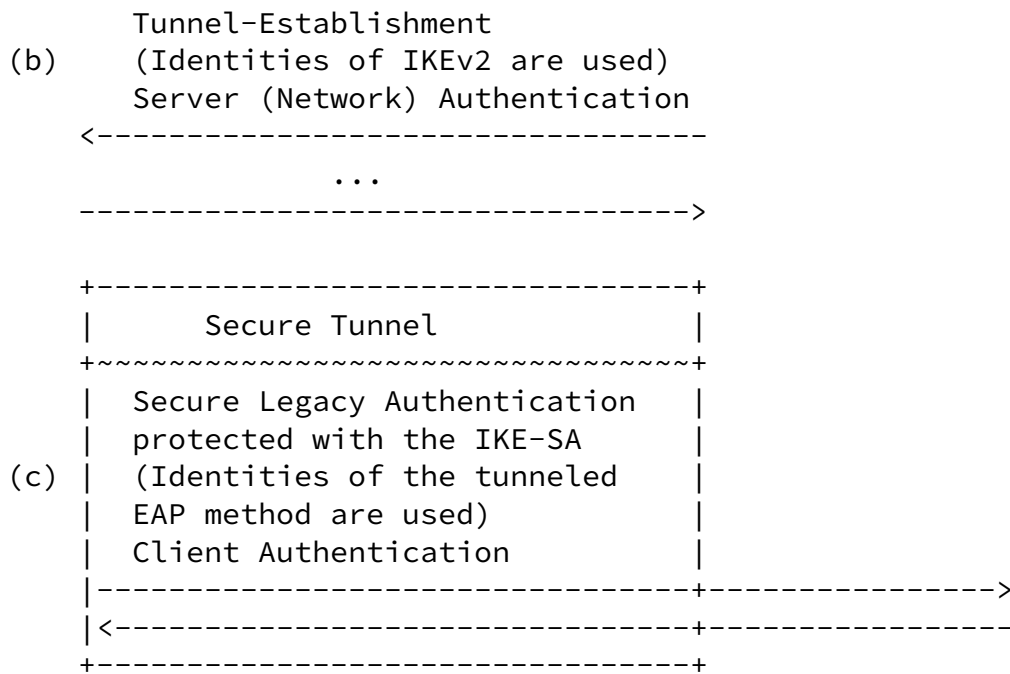 Tunnel-Establishment
(b) (Identities of IKEv2 are used)
Server (Network) Authentication
<----------------------------------
...
---------------------------------->
+---------------------------------+
| Secure Tunnel |
+~~~~~~~~~~~~~~~~~~~~~~~~~~~~~~~~~+
| Secure Legacy Authentication |
| protected with the IKE-SA |
(c) | (Identities of the tunneled |
| EAP method are used) |
| Client Authentication |
|---------------------------------+---------------->
|<--------------------------------+-----------------
+---------------------------------+